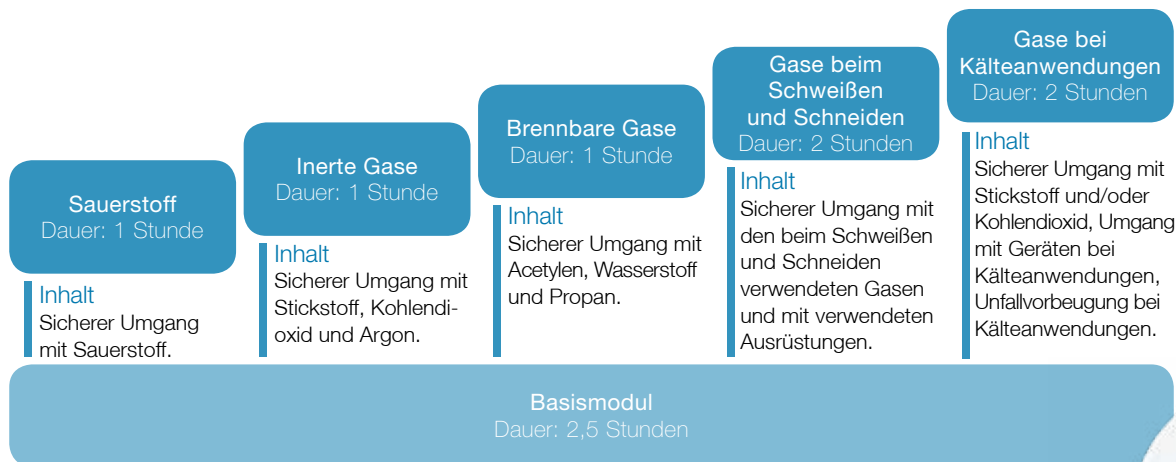 Sauerstoff
Dauer: 1 Stunde
Inhalt
Sicherer Umgang
mit Sauerstoff.
Inerte Gase
Dauer: 1 Stunde
Inhalt
Sicherer Umgang mit
Stickstoff, Kohlendi-
oxid und Argon.
Brennbare Gase
Dauer: 1 Stunde
Inhalt
Sicherer Umgang mit
Acetylen, Wasserstoff
und Propan.
Gase beim
Schweißen
und Schneiden
Dauer: 2 Stunden
Inhalt
Sicherer Umgang mit
den beim Schweißen
und Schneiden
verwendeten Gasen
und mit verwendeten
Ausrüstungen.
Gase bei
Kälteanwendungen
Dauer: 2 Stunden
Inhalt
Sicherer Umgang mit
Stickstoff und/oder
Kohlendioxid, Umgang
mit Geräten bei
Kälteanwendungen,
Unfallvorbeugung bei
Kälteanwendungen.
Basismodul
Dauer: 2,5 Stunden